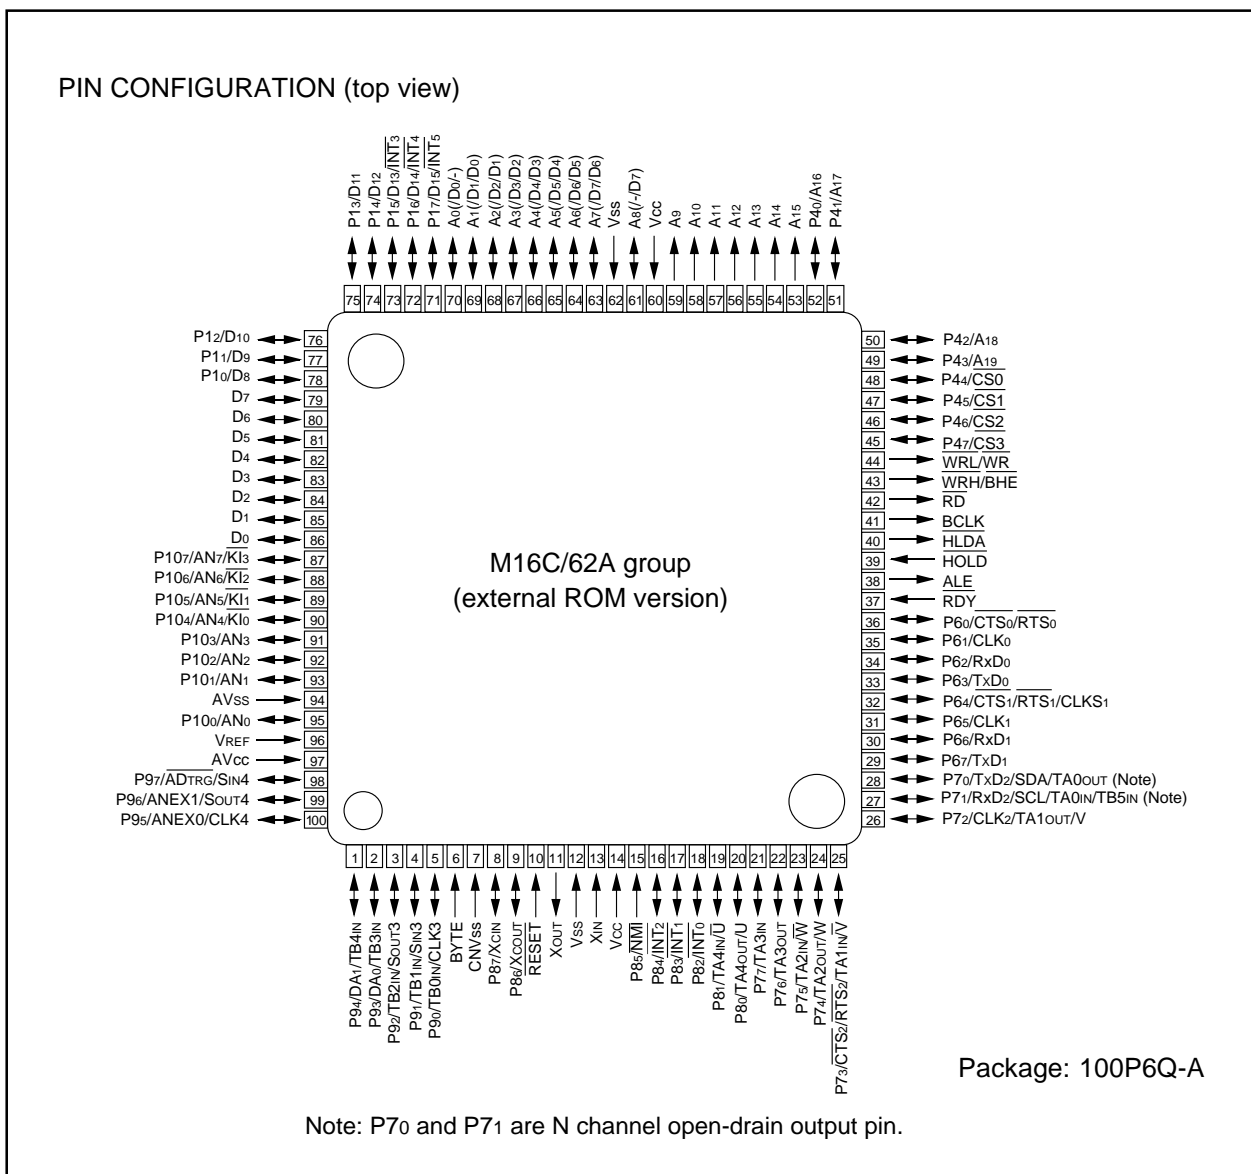 PIN CONFIGURATION (top view)
P13/D11
P14/D12
P15/D13/INT3
P16/D14/INT4
P17/D15/INT5
A0(/D0/-)
A1(/D1/D0)
A2(/D2/D1)
A3(/D3/D2)
A4(/D4/D3)
A5(/D5/D4)
A6(/D6/D5)
A7(/D7/D6)
Vss
A8(/-/D7)
Vcc
A9
A10
A11
A12
A13
A14
A15
P40/A16
P41/A17
75 74 73 72 71 70 69 68 67 66 65 64 63 62 61 60 59 58 57 56 55 54 53 52 51
P12/D10 76
P11/D9 77
P10/D8 78
D7 79
D6 80
D5 81
D4 82
D3 83
D2 84
D1 85
D0 86
P107/AN7/KI3 87
P106/AN6/KI2 88
P105/AN5/KI1 89
P104/AN4/KI0 90
P103/AN3 91
P102/AN2 92
P101/AN1 93
AVss 94
P100/AN0 95
VREF 96
AVcc 97
P97/ADTRG/SIN4 98
P96/ANEX1/SOUT4 99
P95/ANEX0/CLK4 100
M16C/62A group
(external ROM version)
50 P42/A18
49 P43/A19
48 P44/CS0
47 P45/CS1
46 P46/CS2
45 P47/CS3
44 WRL/WR
43 WRH/BHE
42 RD
41 BCLK
40 HLDA
39 HOLD
38 ALE
37 RDY
36 P60/CTS0/RTS0
35 P61/CLK0
34 P62/RxD0
33 P63/TxD0
32 P64/CTS1/RTS1/CLKS1
31 P65/CLK1
30 P66/RxD1
29 P67/TxD1
28 P70/TxD2/SDA/TA0OUT (Note)
27 P71/RxD2/SCL/TA0IN/TB5IN (Note)
26 P72/CLK2/TA1OUT/V
1 2 3 4 5 6 7 8 9 10 11 12 13 14 15 16 17 18 19 20 21 22 23 24 25
P94/DA1/TB4IN
P93/DA0/TB3IN
P92/TB2IN/SOUT3
P91/TB1IN/SIN3
P90/TB0IN/CLK3
BYTE
CNVss
P87/XCIN
P86/XCOUT
RESET
XOUT
Vss
XIN
Vcc
P85/NMI
P84/INT2
P83/INT1
P82/INT0
P81/TA4IN/U
P80/TA4OUT/U
P77/TA3IN
P76/TA3OUT
P75/TA2IN/W
P74/TA2OUT/W
P73/CTS2/RTS2/TA1IN/V
Package: 100P6Q-A
Note: P70 and P71 are N channel open-drain output pin.